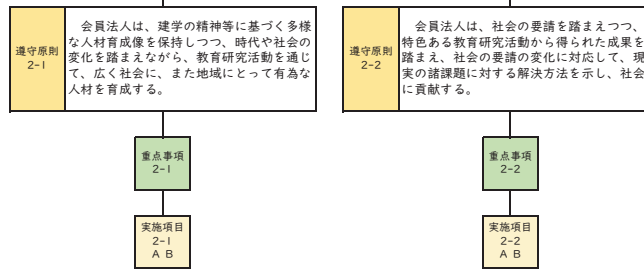 遵守原則
2-1
会員法人は、建学の精神等に基づく多様
な人材育成像を保持しつつ、時代や社会の
変化を踏まえながら、教育研究活動を通じ
て、広く社会に、また地域にとって有為な
人材を育成する。
重点事項
2-1
実施項目
2-1
A B
遵守原則
2-2
会員法人は、社会の要請を踏まえつつ、
特色ある教育研究活動から得られた成果を
踏まえ、社会の要請の変化に対応して、現
実の諸課題に対する解決方法を示し、社会
に貢献する。
重点事項
2-2
実施項目
2-2
A B